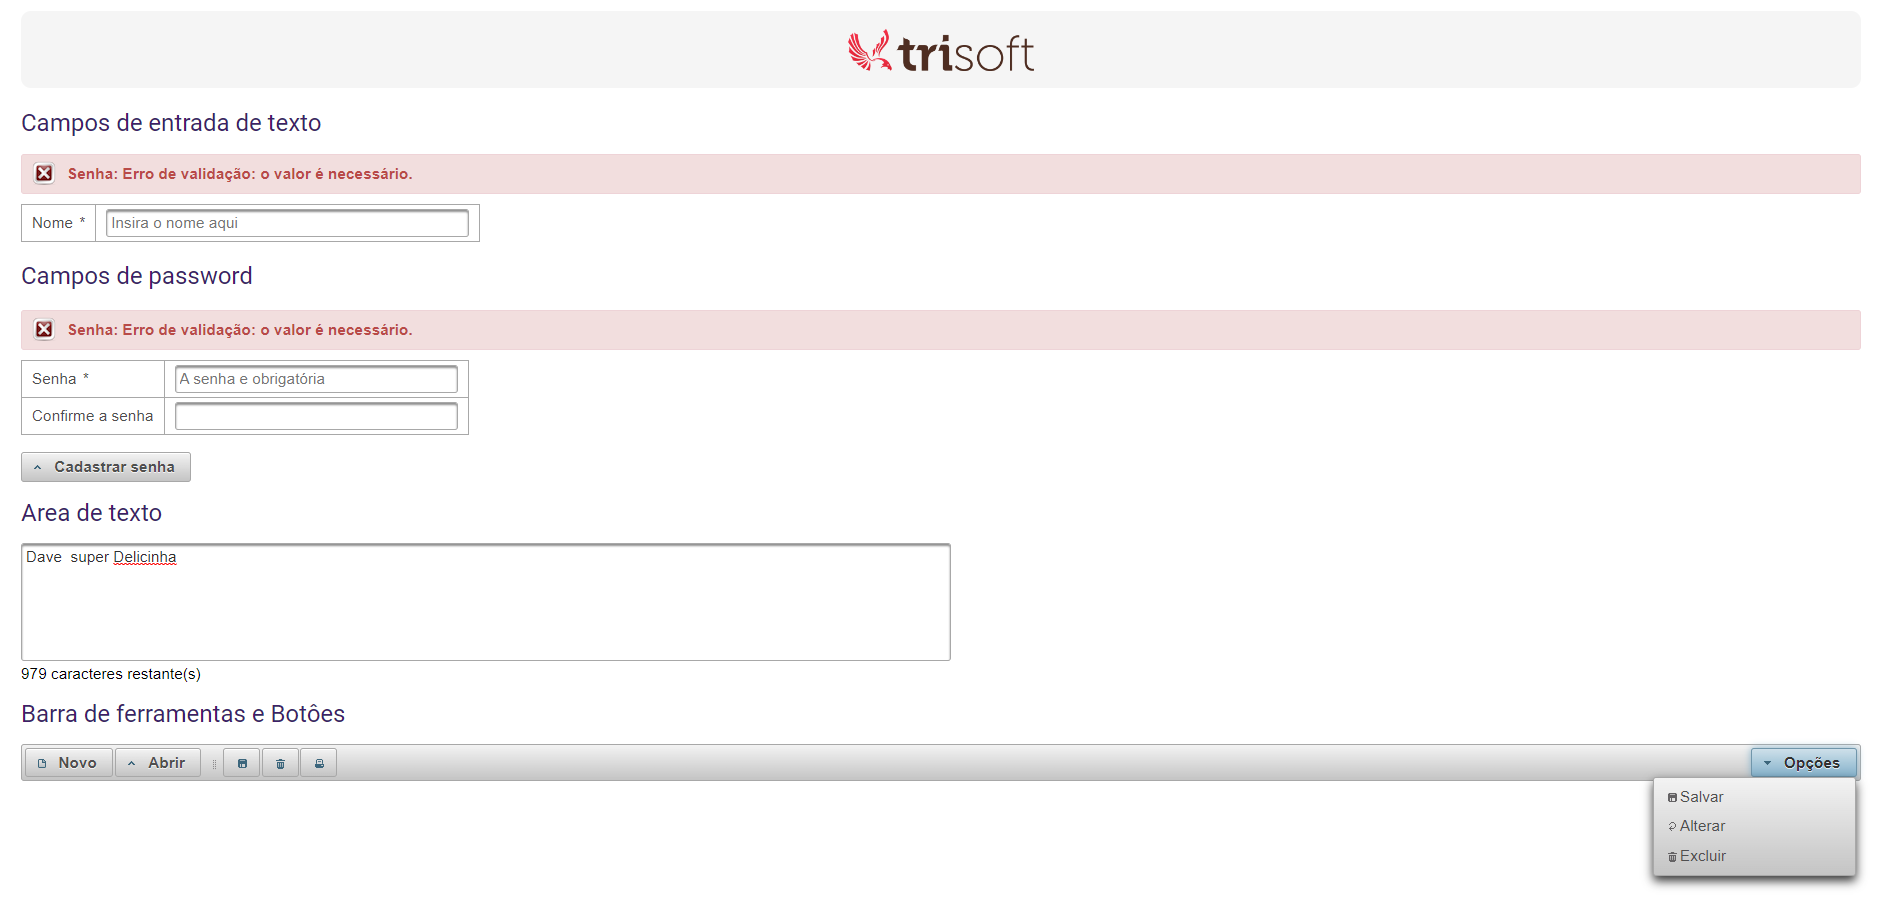 trisoft
Campos de entrada de texto
Senha: Erro de validação: o valor é necessário.
Nome * Insira o nome aqui
Campos de password
Senha: Erro de validação: o valor é necessário.
Senha * A senha e obrigatória
Confirme a senha
Cadastrar senha
Area de texto
Dave  super Delicinha
979 caracteres restante(s)
Barra de ferramentas e Botôes
Novo Abrir Opções
Salvar
Alterar
Excluir